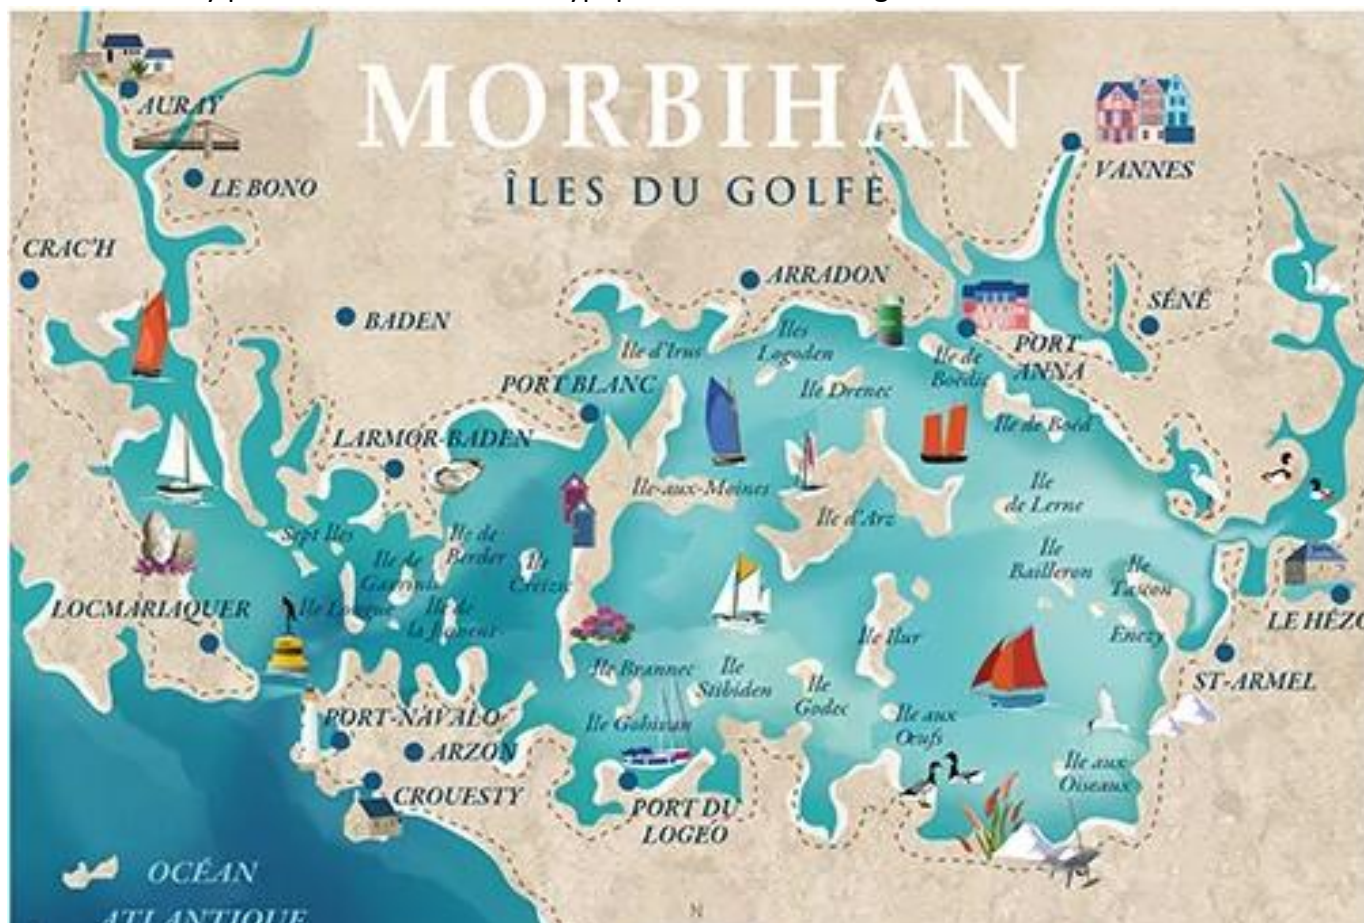 MORBIHAN
ÎLES DU GOLFE
AURAY
LE BONO
VANNES
CRAC'H
ARRADON
SÉNÉ
BADEN
Îles
Logoden
Île d'Irus
PORT
ANNA
Île de
Boëdic
PORT BLANC
Île Drenec
Île de Boëd
LARMOR-BADEN
Île-aux-Moines
Île
de Lerne
Île d'Arz
Sept Îles
Île de
Berder
Île de
Gavrinis
Île
Creïzic
Île
Bailleron
Île
Tascon
LOCMARIAQUER
Île Longue
Île de
la Jument
LE HÉZO
Île Ilur
Enezy
Île Brannec
Île
Stibiden
ST-ARMEL
Île
Godec
PORT-NAVALO
Île Gohivan
Île aux
Œufs
ARZON
Île aux
Oiseaux
CROUESTY
PORT DU
LOGEO
OCÉAN
ATLANTIQUE
N